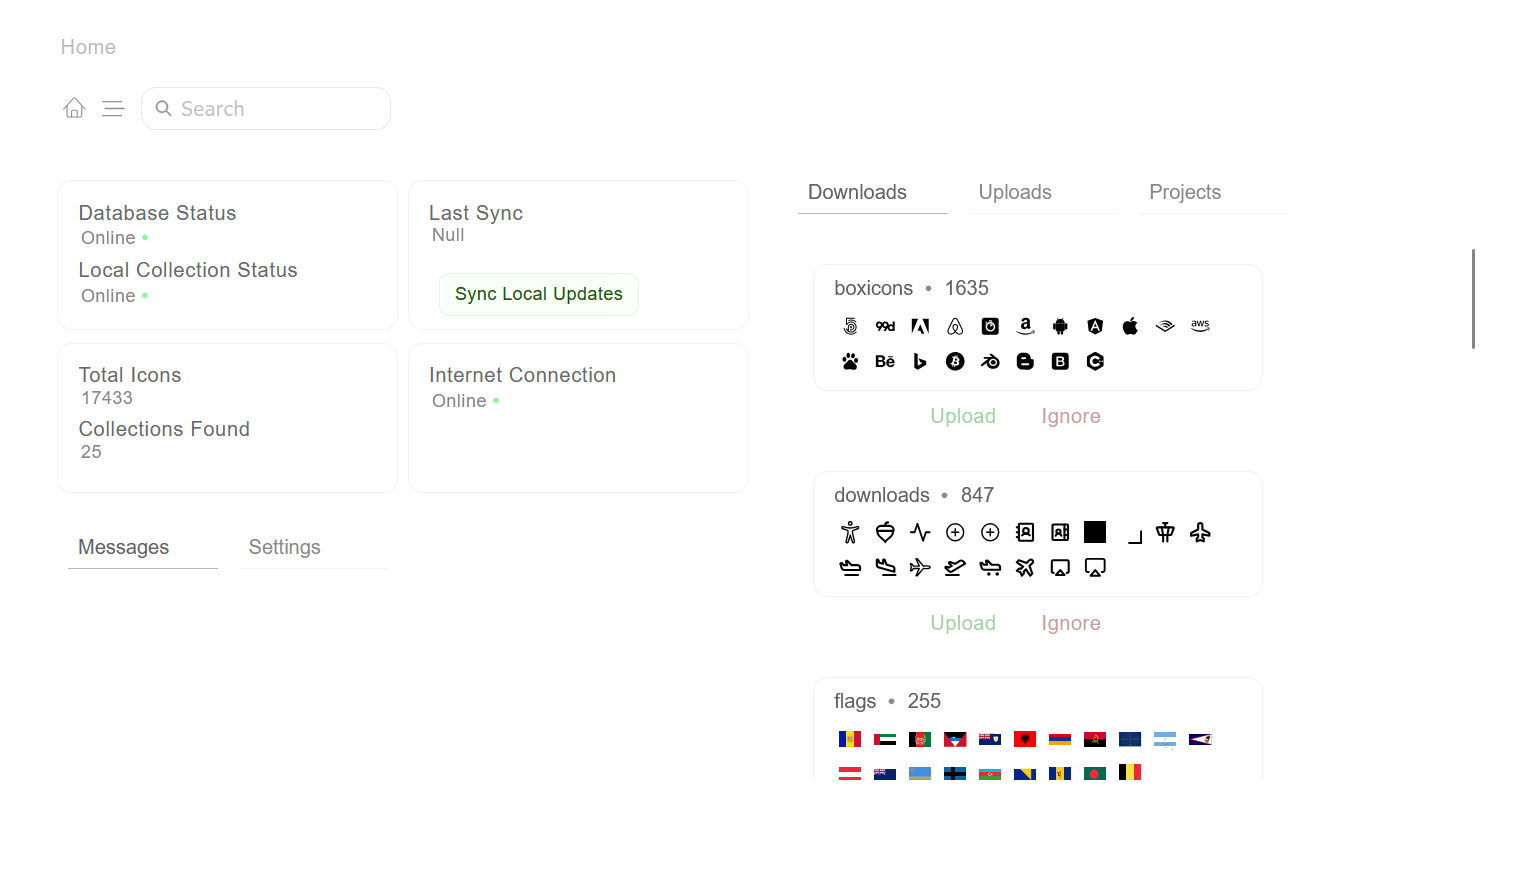 Home
Search
Database Status
Online
Local Collection Status
Online
Last Sync
Null
Sync Local Updates
Total Icons
17433
Collections Found
25
Internet Connection
Online
Messages
Settings
Downloads
Uploads
Projects
boxicons • 1635
99d
aws
Bē
Upload
Ignore
downloads • 847
Upload
Ignore
flags • 255